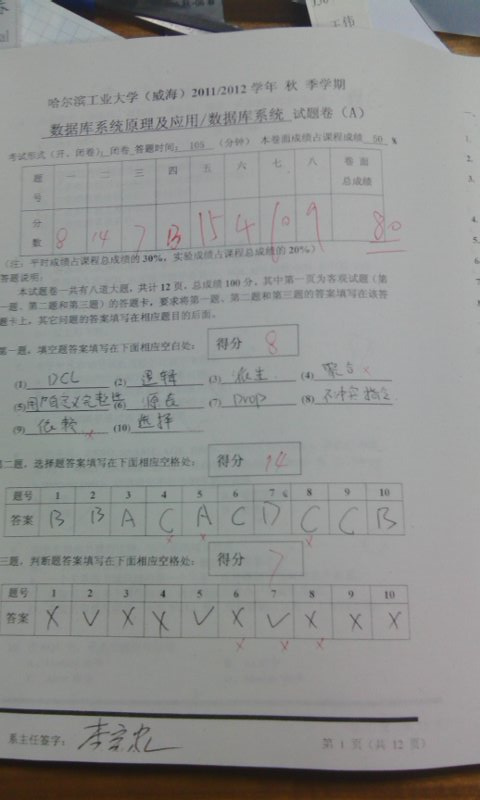 工伟
哈尔滨工业大学（威海）2011/2012 学年 秋 季学期
数据库系统原理及应用/数据库系统 试题卷（A）
考试形式（开、闭卷）：闭卷 答题时间： 105 （分钟） 本卷面成绩占课程成绩 50 %
题号 一 二 三 四 五 六 七 八 卷面总成绩
分数 8 14 7 13 15 4 10 9 80
（注：平时成绩占课程总成绩的 30%，实验成绩占课程总成绩的 20%）
答题说明：
本试题卷一共有八道大题，共计 12 页，总成绩 100 分，其中第一页为客观试题（第
一题、第二题和第三题）的答题卡，要求将第一题、第二题和第三题的答案填写在该答
题卡上，其它问题的答案填写在相应题目的后面。
第一题，填空题答案填写在下面相应空白处： 得分 8
(1) DCL (2) 逻辑 (3) (4)
(5) 用户自定义完整性 (6) (7) Drop (8)
(9) 依赖 × (10) 选择
第二题，选择题答案填写在下面相应空格处： 得分 14
题号 1 2 3 4 5 6 7 8 9 10
答案 B B A C A C D C C B
× × ×
三题，判断题答案填写在下面相应空格处： 得分 7
题号 1 2 3 4 5 6 7 8 9 10
答案 × √ × × √ × √ × × ×
× × ×
系主任签字：
第 1 页（共 12 页）